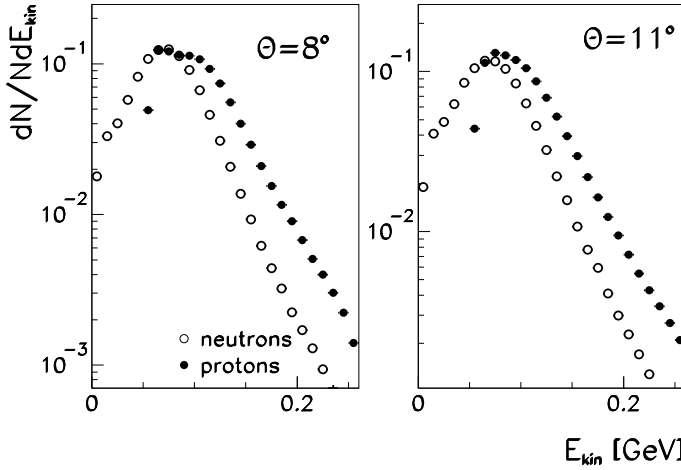 dN/NdE_kin
Θ=8°
Θ=11°
10⁻¹
10⁻²
10⁻³
neutrons
protons
0
0.2
10⁻¹
10⁻²
0
0.2
E_kin [GeV]